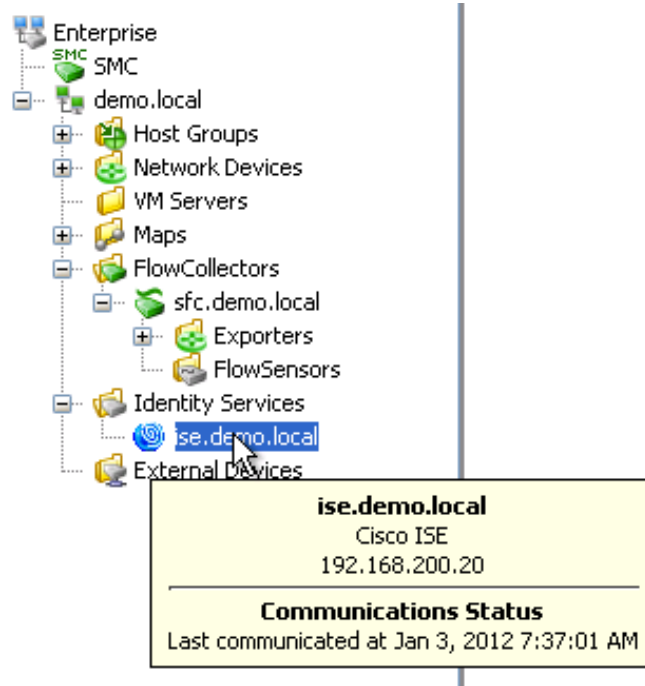 Enterprise
SMC
SMC
demo.local
Host Groups
Network Devices
VM Servers
Maps
FlowCollectors
sfc.demo.local
Exporters
FlowSensors
Identity Services
ise.demo.local
External Devices
ise.demo.local
Cisco ISE
192.168.200.20
Communications Status
Last communicated at Jan 3, 2012 7:37:01 AM